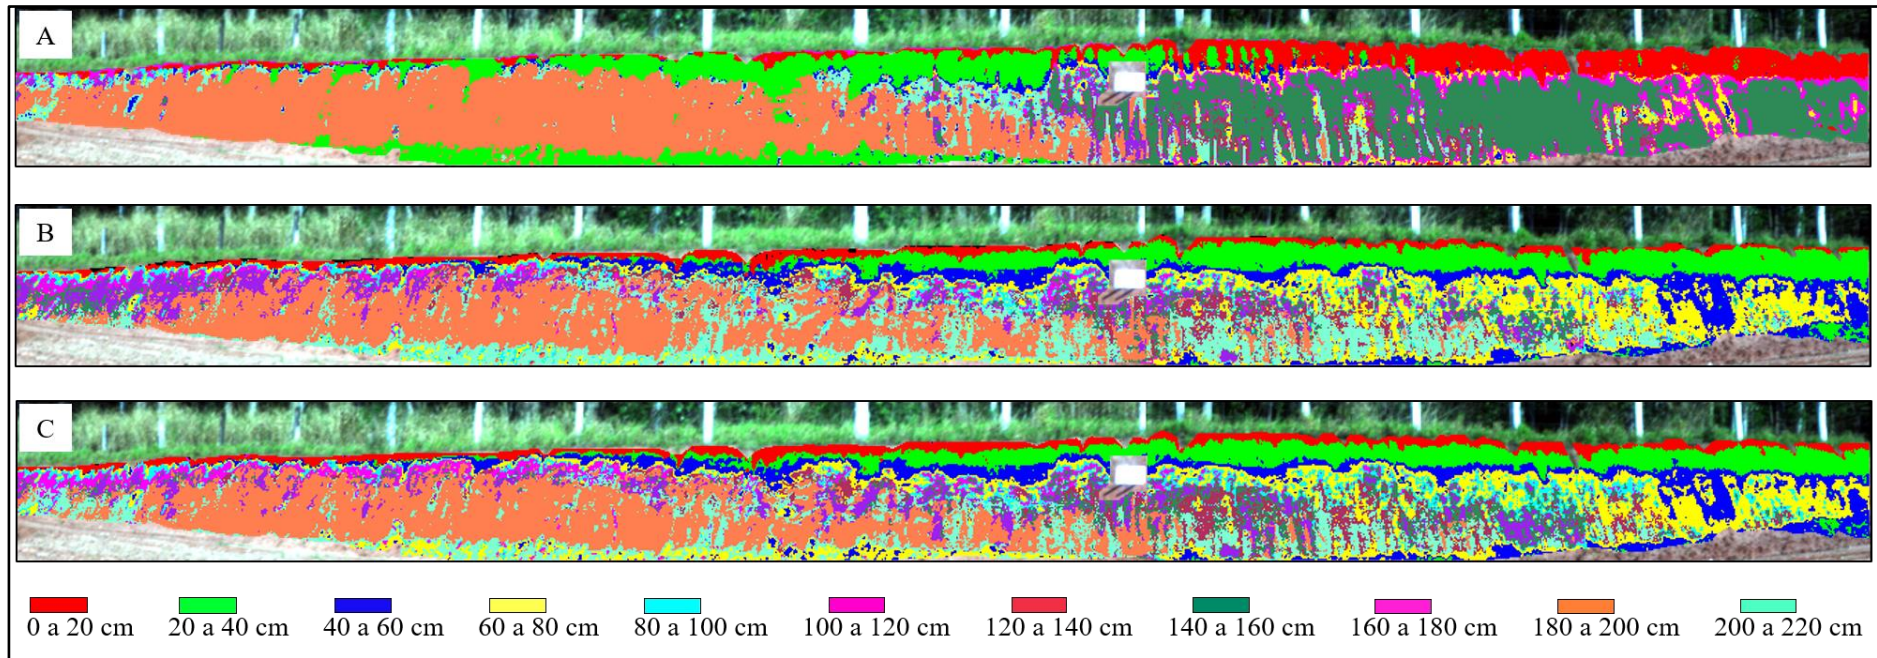 A
B
C
0 a 20 cm
20 a 40 cm
40 a 60 cm
60 a 80 cm
80 a 100 cm
100 a 120 cm
120 a 140 cm
140 a 160 cm
160 a 180 cm
180 a 200 cm
200 a 220 cm